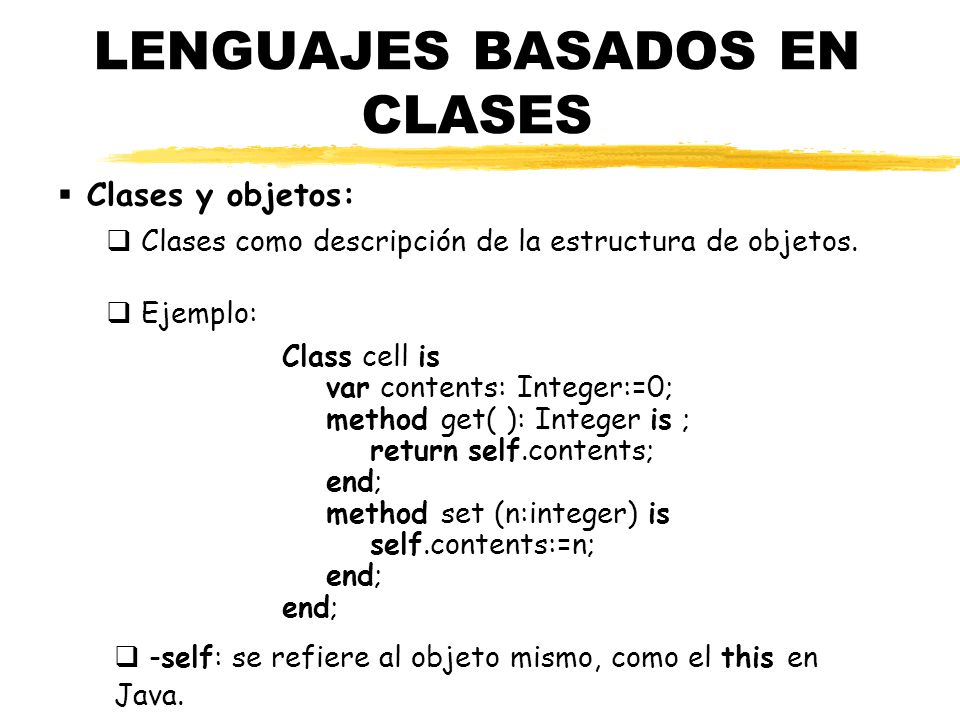 LENGUAJES BASADOS EN
CLASES
▪ Clases y objetos:
❑ Clases como descripción de la estructura de objetos.
❑ Ejemplo:
Class cell is
var contents: Integer:=0;
method get( ): Integer is ;
return self.contents;
end;
method set (n:integer) is
self.contents:=n;
end;
end;
❑ -self: se refiere al objeto mismo, como el this en
Java.